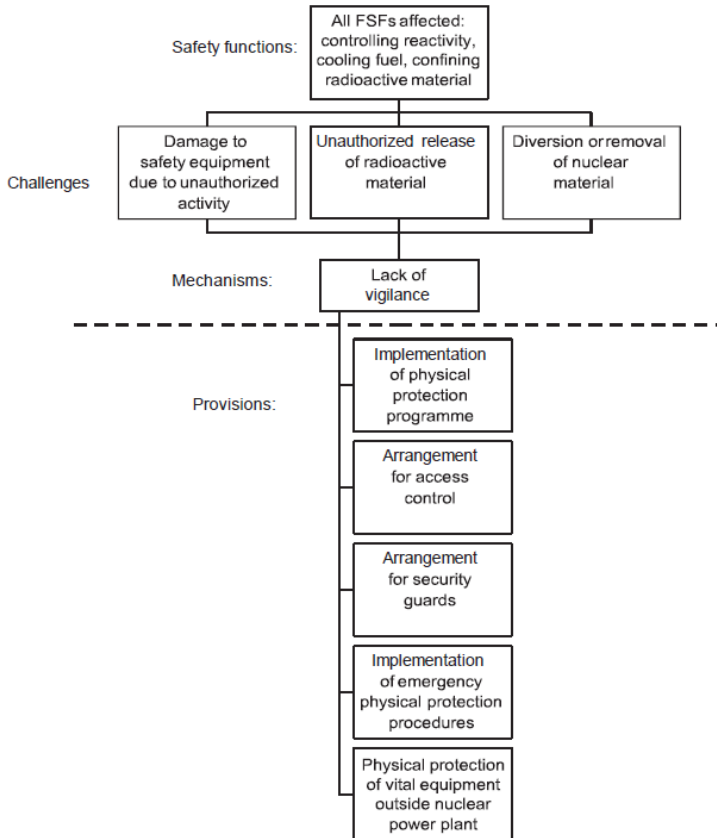 Safety functions:
All FSFs affected:
controlling reactivity,
cooling fuel, confining
radioactive material
Challenges
Damage to
safety equipment
due to unauthorized
activity
Unauthorized release
of radioactive
material
Diversion or removal
of nuclear
material
Mechanisms:
Lack of
vigilance
Provisions:
Implementation
of physical
protection
programme
Arrangement
for access
control
Arrangement
for security
guards
Implementation
of emergency
physical protection
procedures
Physical protection
of vital equipment
outside nuclear
power plant